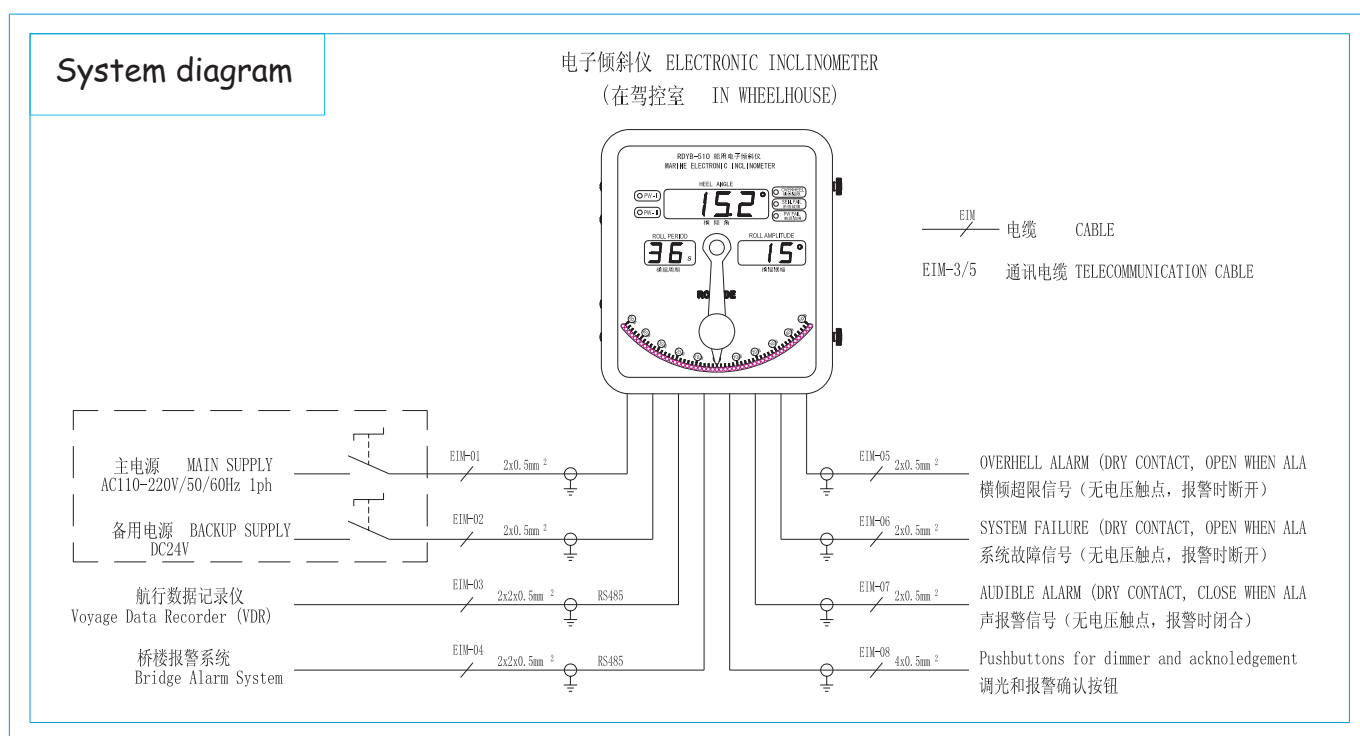 System diagram
电子倾斜仪 ELECTRONIC INCLINOMETER
(在驾控室 IN WHEELHOUSE)
RDYB-510 船用电子倾斜仪
MARINE ELECTRONIC INCLINOMETER
HEEL ANGLE
PW-I
PW-II
15.2°
OVERHEEL
SELF.FAIL
PW.FAIL
横倾角
ROLL PERIOD
36 s
横摇周期
ROLL AMPLITUDE
15°
横摇幅
EIM
电缆 CABLE
EIM-3/5 通讯电缆 TELECOMMUNICATION CABLE
主电源 MAIN SUPPLY
AC110-220V/50/60Hz 1ph
EIM-01
2x0.5mm²
备用电源 BACKUP SUPPLY
DC24V
EIM-02
2x0.5mm²
航行数据记录仪
Voyage Data Recorder (VDR)
EIM-03
2x2x0.5mm²
RS485
桥楼报警系统
Bridge Alarm System
EIM-04
2x2x0.5mm²
RS485
EIM-05
2x0.5mm²
OVERHELL ALARM (DRY CONTACT, OPEN WHEN ALA
横倾超限信号（无电压触点，报警时断开）
EIM-06
2x0.5mm²
SYSTEM FAILURE (DRY CONTACT, OPEN WHEN ALA
系统故障信号（无电压触点，报警时断开）
EIM-07
2x0.5mm²
AUDIBLE ALARM (DRY CONTACT, CLOSE WHEN ALA
声报警信号（无电压触点，报警时闭合）
EIM-08
4x0.5mm²
Pushbuttons for dimmer and acknoledgement
调光和报警确认按钮